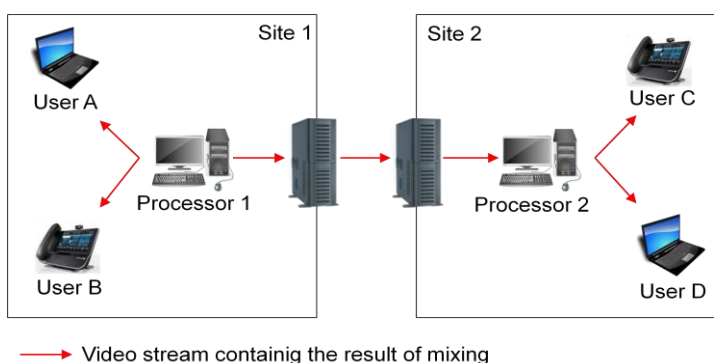 Site 1
Site 2
User A
User C
Processor 1
Processor 2
User B
User D
Video stream containig the result of mixing